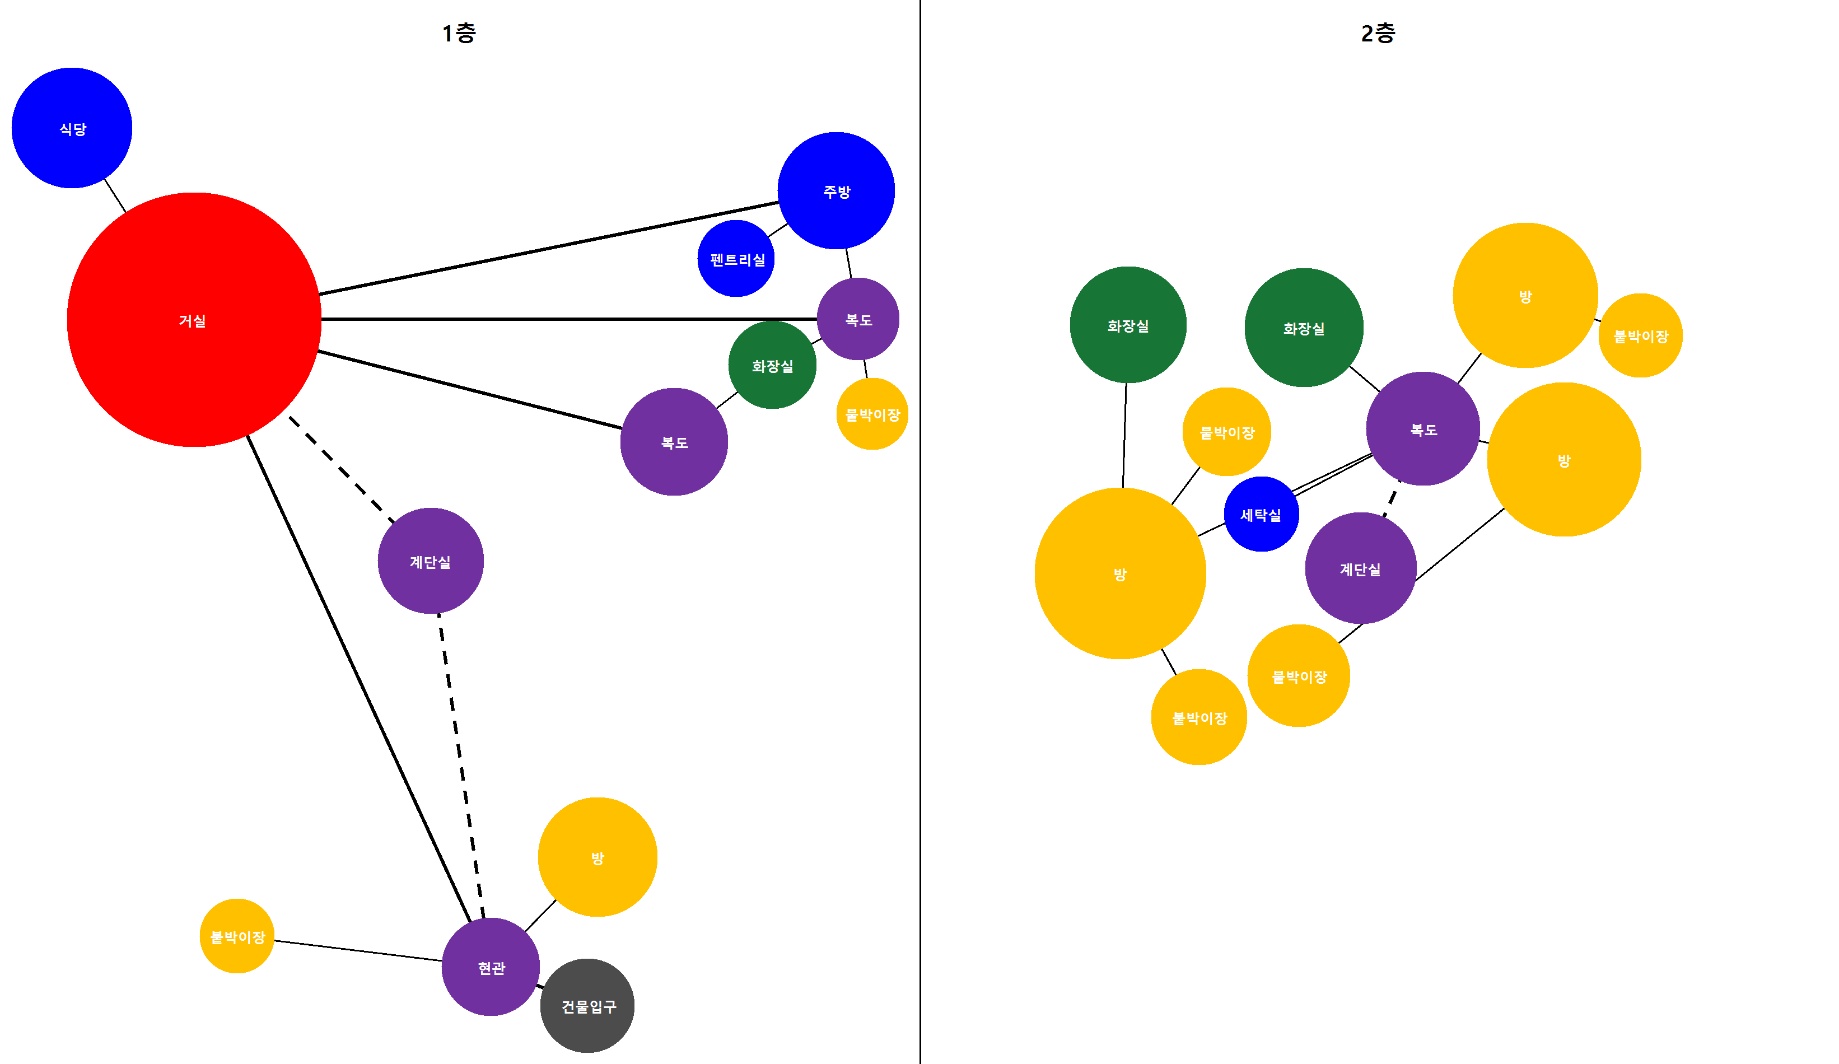 1층
식당
주방
펜트리실
거실
복도
화장실
붙박이장
복도
계단실
방
붙박이장
현관
건물입구
2층
방
화장실
화장실
붙박이장
복도
붙박이장
방
세탁실
계단실
방
붙박이장
붙박이장